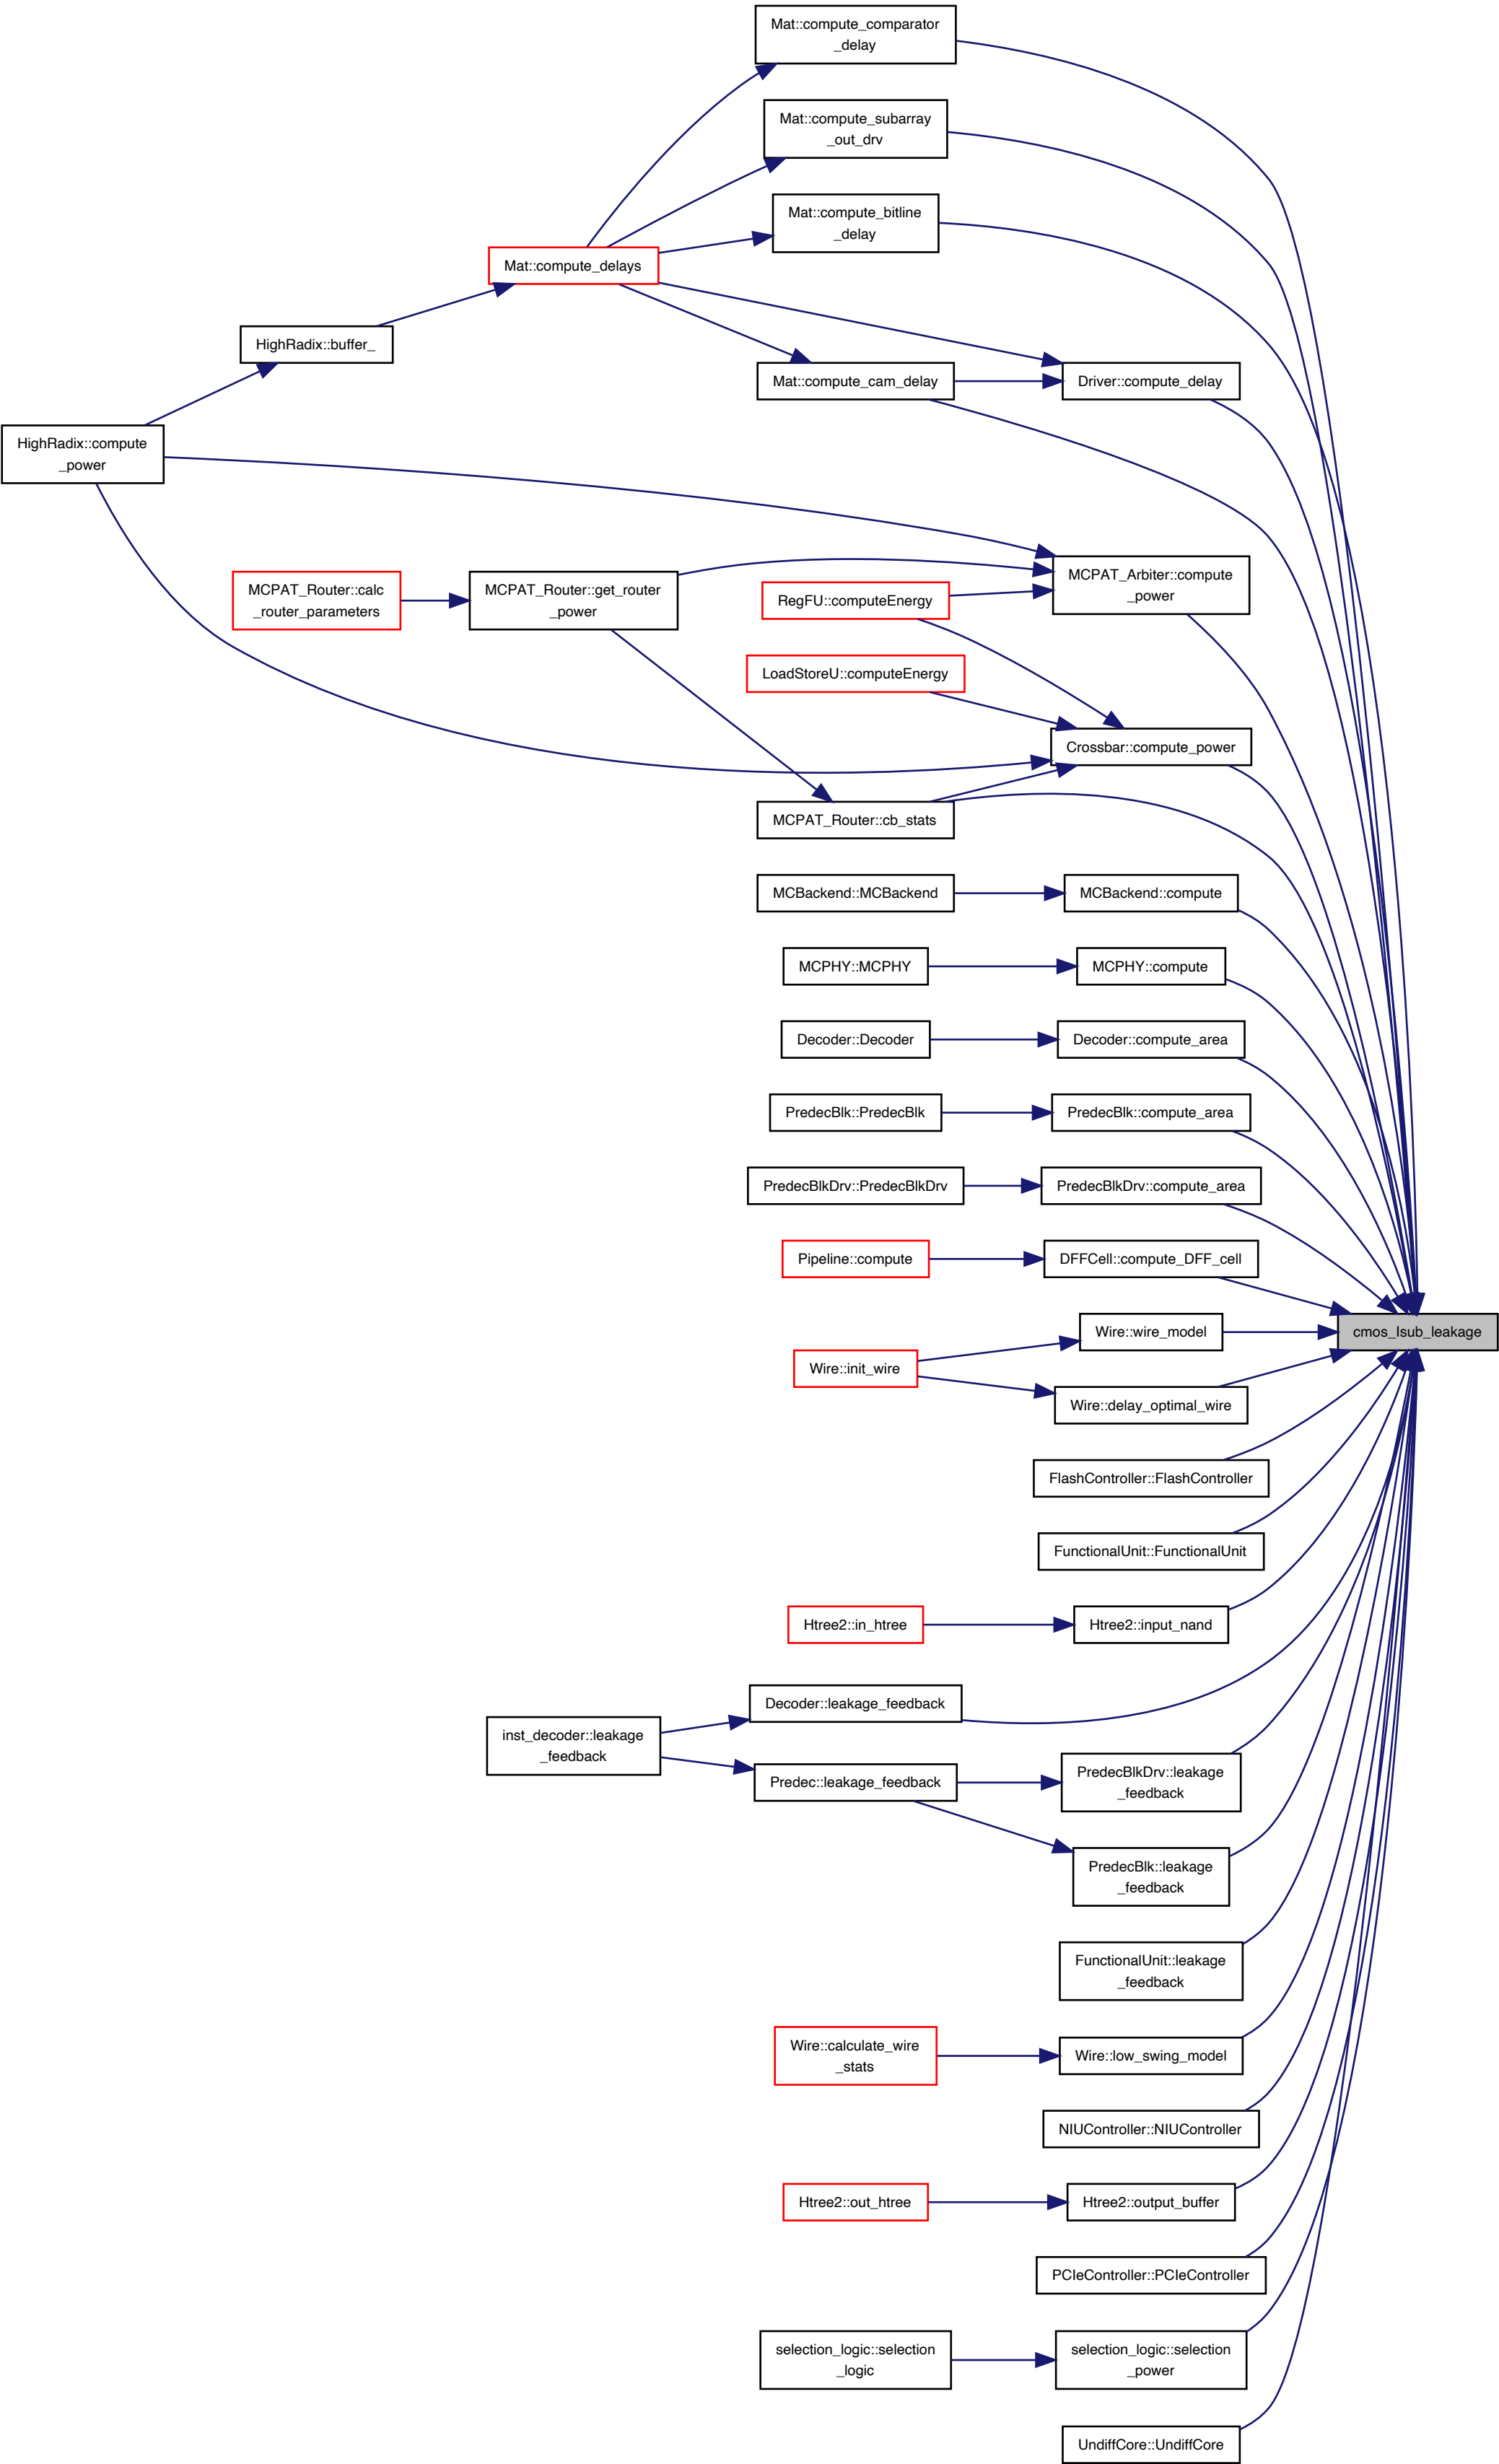 Mat::compute_comparator
_delay
Mat::compute_subarray
_out_drv
Mat::compute_bitline
_delay
Mat::compute_delays
HighRadix::buffer_
Mat::compute_cam_delay
Driver::compute_delay
HighRadix::compute
_power
MCPAT_Arbiter::compute
_power
MCPAT_Router::calc
_router_parameters
MCPAT_Router::get_router
_power
RegFU::computeEnergy
LoadStoreU::computeEnergy
Crossbar::compute_power
MCPAT_Router::cb_stats
MCBackend::MCBackend
MCBackend::compute
MCPHY::MCPHY
MCPHY::compute
Decoder::Decoder
Decoder::compute_area
PredecBlk::PredecBlk
PredecBlk::compute_area
PredecBlkDrv::PredecBlkDrv
PredecBlkDrv::compute_area
Pipeline::compute
DFFCell::compute_DFF_cell
cmos_Isub_leakage
Wire::wire_model
Wire::init_wire
Wire::delay_optimal_wire
FlashController::FlashController
FunctionalUnit::FunctionalUnit
Htree2::in_htree
Htree2::input_nand
Decoder::leakage_feedback
inst_decoder::leakage
_feedback
Predec::leakage_feedback
PredecBlkDrv::leakage
_feedback
PredecBlk::leakage
_feedback
FunctionalUnit::leakage
_feedback
Wire::calculate_wire
_stats
Wire::low_swing_model
NIUController::NIUController
Htree2::out_htree
Htree2::output_buffer
PCIeController::PCIeController
selection_logic::selection
_logic
selection_logic::selection
_power
UndiffCore::UndiffCore